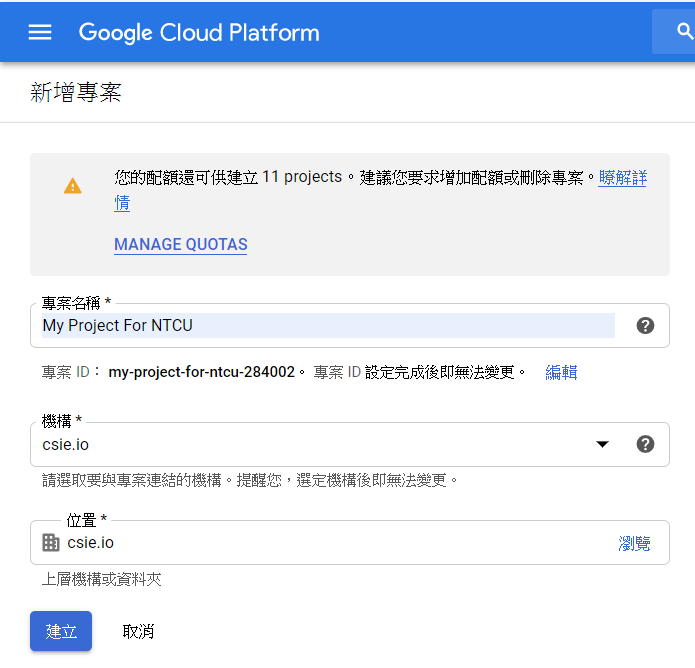 Google Cloud Platform
新增專案
您的配額還可供建立 11 projects。建議您要求增加配額或刪除專案。瞭解詳
情
MANAGE QUOTAS
專案名稱 *
My Project For NTCU
專案 ID： my-project-for-ntcu-284002。 專案 ID 設定完成後即無法變更。 編輯
機構 *
csie.io
請選取要與專案連結的機構。提醒您，選定機構後即無法變更。
位置 *
csie.io 瀏覽
上層機構或資料夾
建立 取消